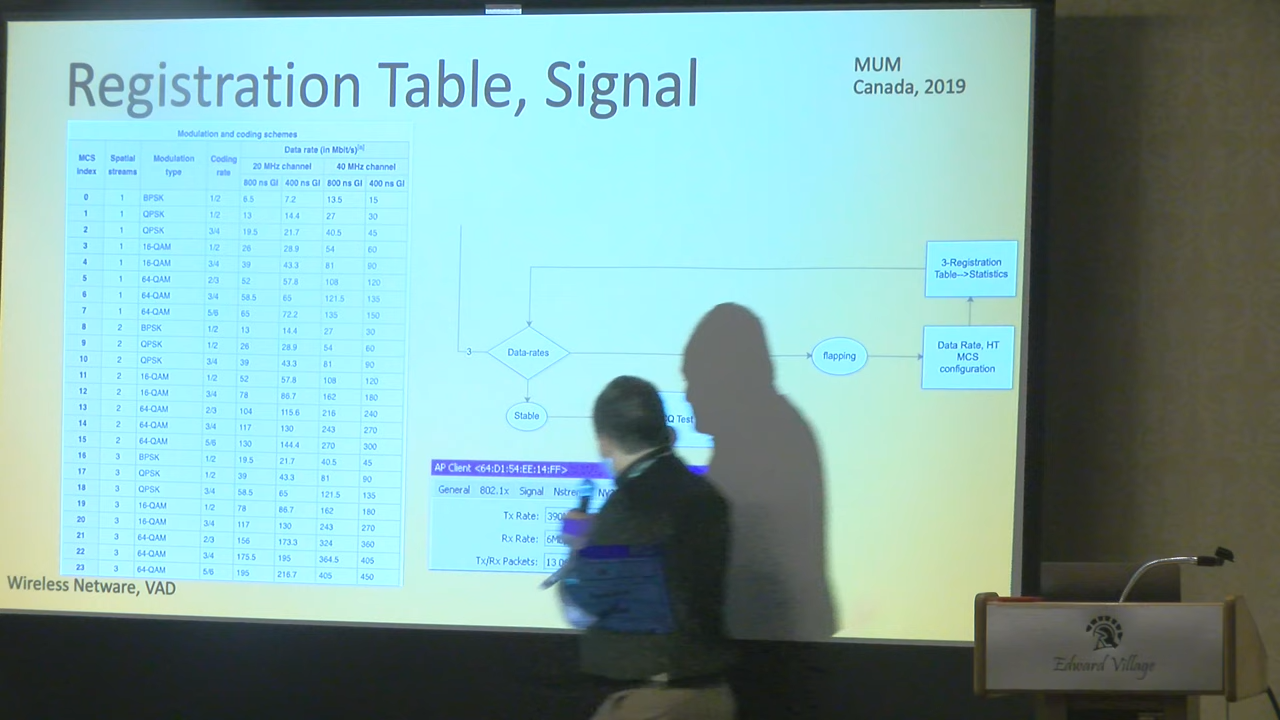 Registration Table, Signal
MUM
Canada, 2019
Modulation and coding schemes
MCS Index Spatial streams Modulation type Coding rate Data rate (in Mbit/s)[a]
20 MHz channel 40 MHz channel
800 ns GI 400 ns GI 800 ns GI 400 ns GI
0 1 BPSK 1/2 6.5 7.2 13.5 15
1 1 QPSK 1/2 13 14.4 27 30
2 1 QPSK 3/4 19.5 21.7 40.5 45
3 1 16-QAM 1/2 26 28.9 54 60
4 1 16-QAM 3/4 39 43.3 81 90
5 1 64-QAM 2/3 52 57.8 108 120
6 1 64-QAM 3/4 58.5 65 121.5 135
7 1 64-QAM 5/6 65 72.2 135 150
8 2 BPSK 1/2 13 14.4 27 30
9 2 QPSK 1/2 26 28.9 54 60
10 2 QPSK 3/4 39 43.3 81 90
11 2 16-QAM 1/2 52 57.8 108 120
12 2 16-QAM 3/4 78 86.7 162 180
13 2 64-QAM 2/3 104 115.6 216 240
14 2 64-QAM 3/4 117 130 243 270
15 2 64-QAM 5/6 130 144.4 270 300
16 3 BPSK 1/2 19.5 21.7 40.5 45
17 3 QPSK 1/2 39 43.3 81 90
18 3 QPSK 3/4 58.5 65 121.5 135
19 3 16-QAM 1/2 78 86.7 162 180
20 3 16-QAM 3/4 117 130 243 270
21 3 64-QAM 2/3 156 173.3 324 360
22 3 64-QAM 3/4 175.5 195 364.5 405
23 3 64-QAM 5/6 195 216.7 405 450
3-Registration
Table-->Statistics
3
Data-rates
flapping
Data Rate, HT
MCS
configuration
Stable
Test
AP Client <64:D1:54:EE:14:FF>
General 802.1x Signal
Tx Rate:
Rx Rate:
Tx/Rx Packets:
Wireless Netware, VAD
Edward Village